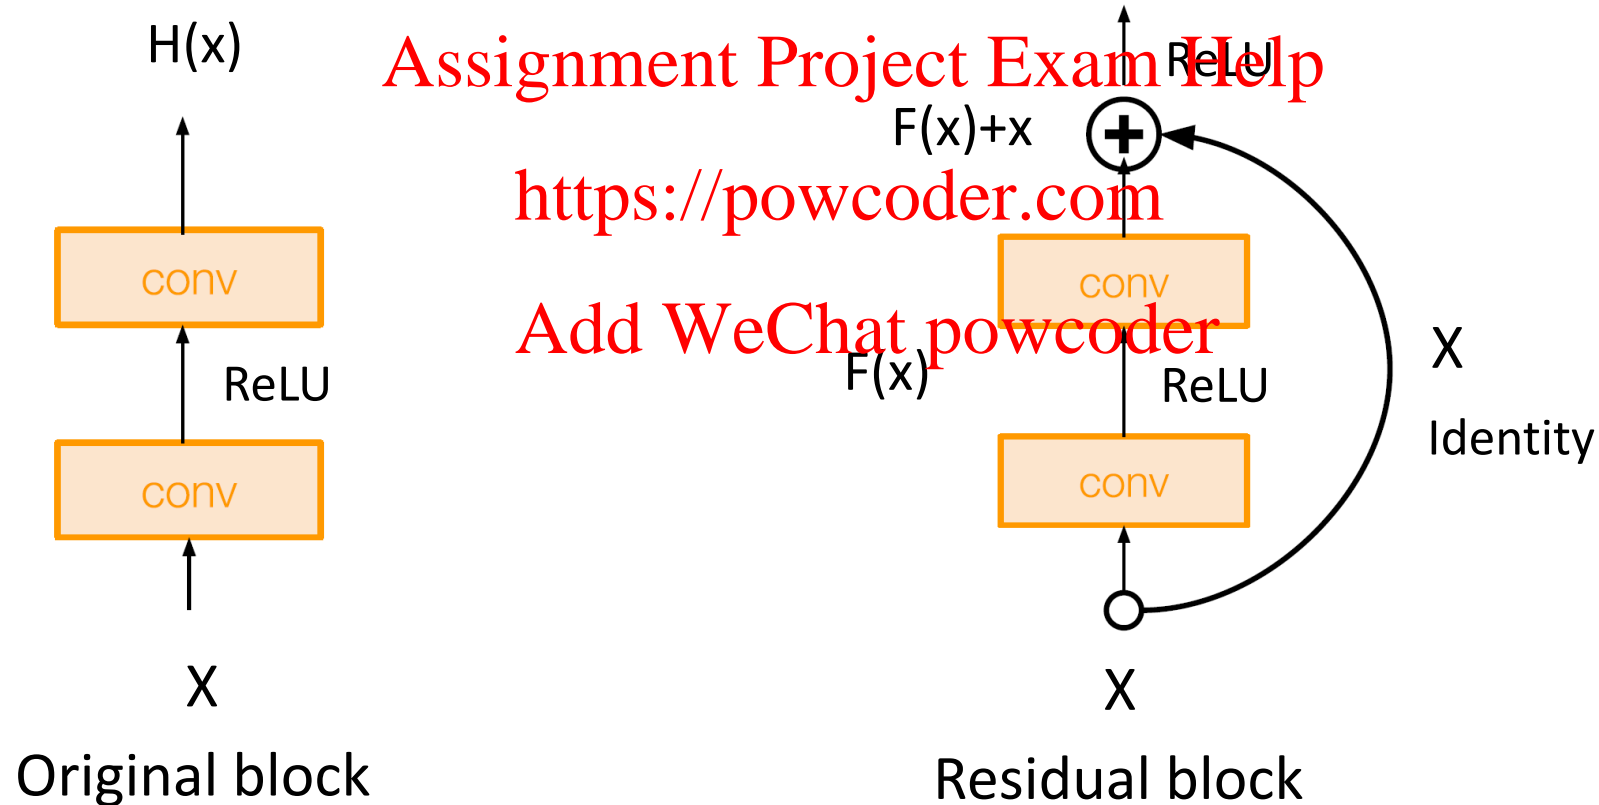 H(x)
Assignment Project Exam Help
ReLU
F(x)+x
https://powcoder.com
conv
conv
Add WeChat powcoder
ReLU
F(x)
ReLU
X
Identity
conv
conv
X
X
Original block
Residual block